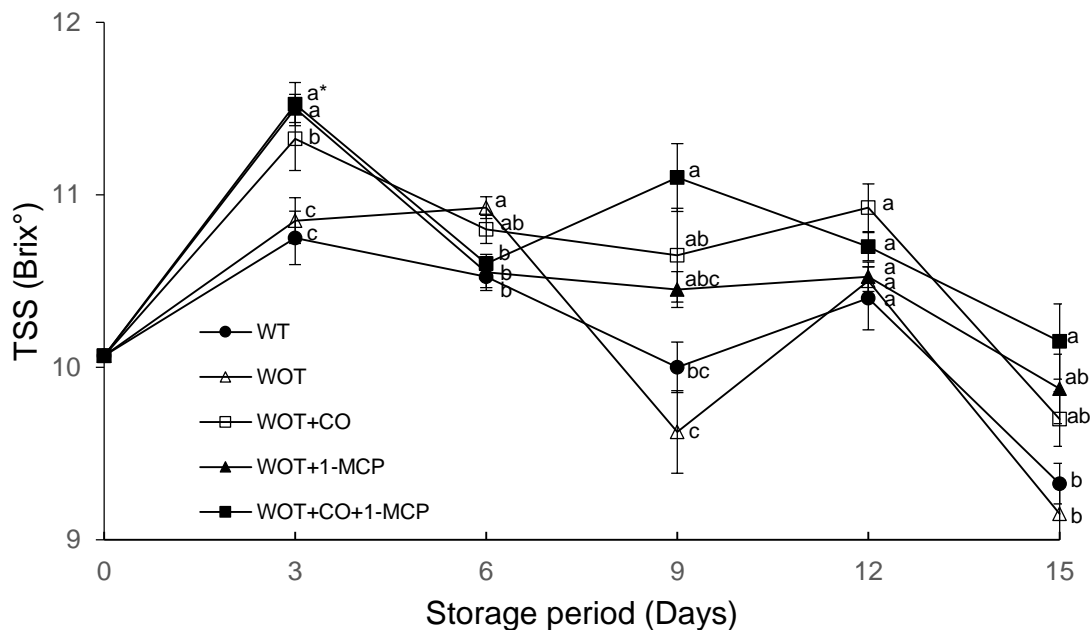 12
a*
a
b
11
a
a
a
c
ab
ab
c
a
b
a
TSS (Brix°)
b
abc
a
b
a
a
WT
10
bc
ab
WOT
WOT+CO
c
ab
WOT+1-MCP
b
WOT+CO+1-MCP
b
9
0
3
6
9
12
15
Storage period (Days)